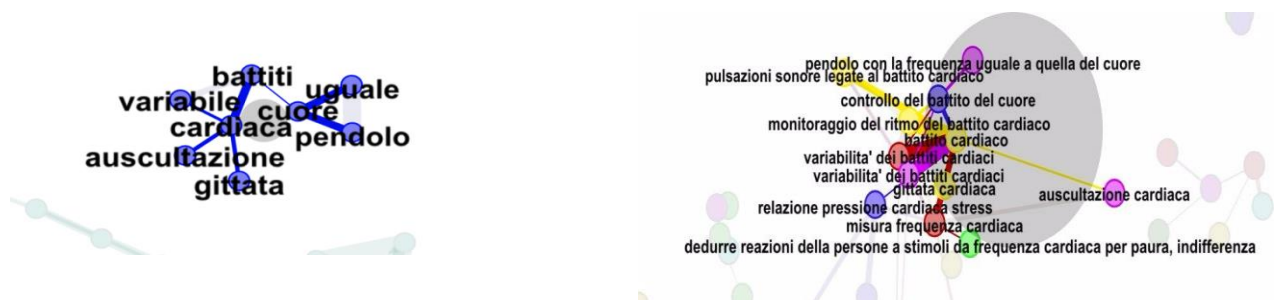 battiti
uguale
variabile
cuore
cardiaca
pendolo
auscultazione
gittata
pendolo con la frequenza uguale a quella del cuore
pulsazioni sonore legate al battito cardiaco
controllo del battito del cuore
monitoraggio del ritmo del battito cardiaco
battito cardiaco
variabilita' dei battiti cardiaci
variabilita' dei battiti cardiaci
gittata cardiaca
auscultazione cardiaca
relazione pressione cardiaca stress
misura frequenza cardiaca
dedurre reazioni della persone a stimoli da frequenza cardiaca per paura, indifferenza